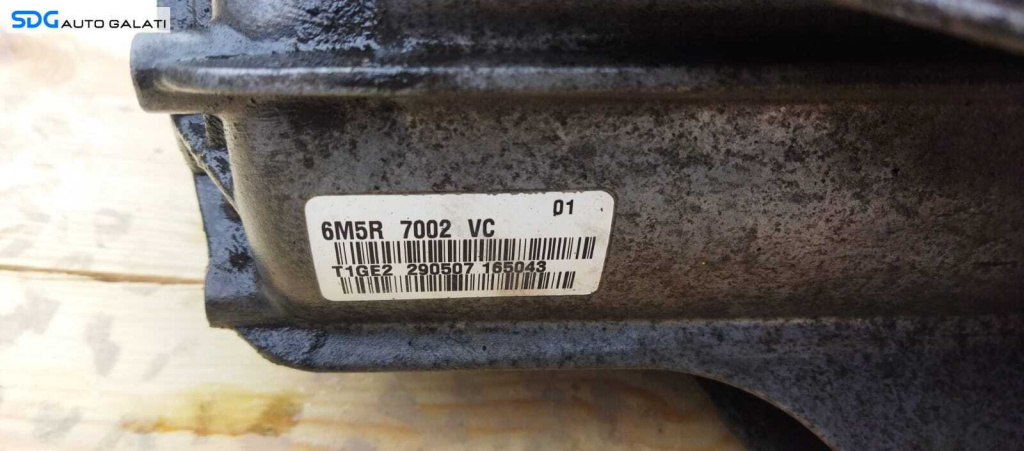 SDG AUTO GALATI
01
6M5R 7002 VC
T1GE2 290507 165043